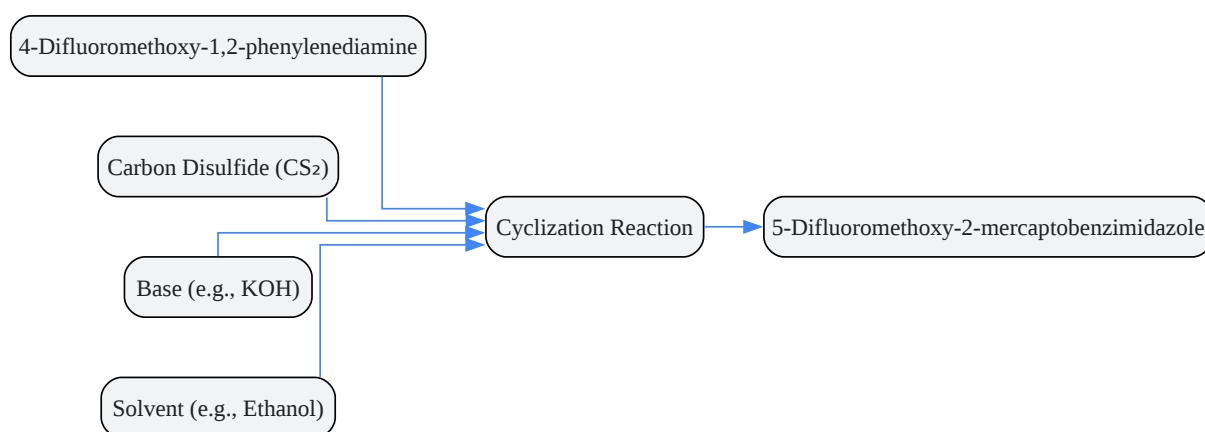 4-Difluoromethoxy-1,2-phenylenediamine
Carbon Disulfide (CS₂)
Base (e.g., KOH)
Solvent (e.g., Ethanol)
Cyclization Reaction
5-Difluoromethoxy-2-mercaptobenzimidazole